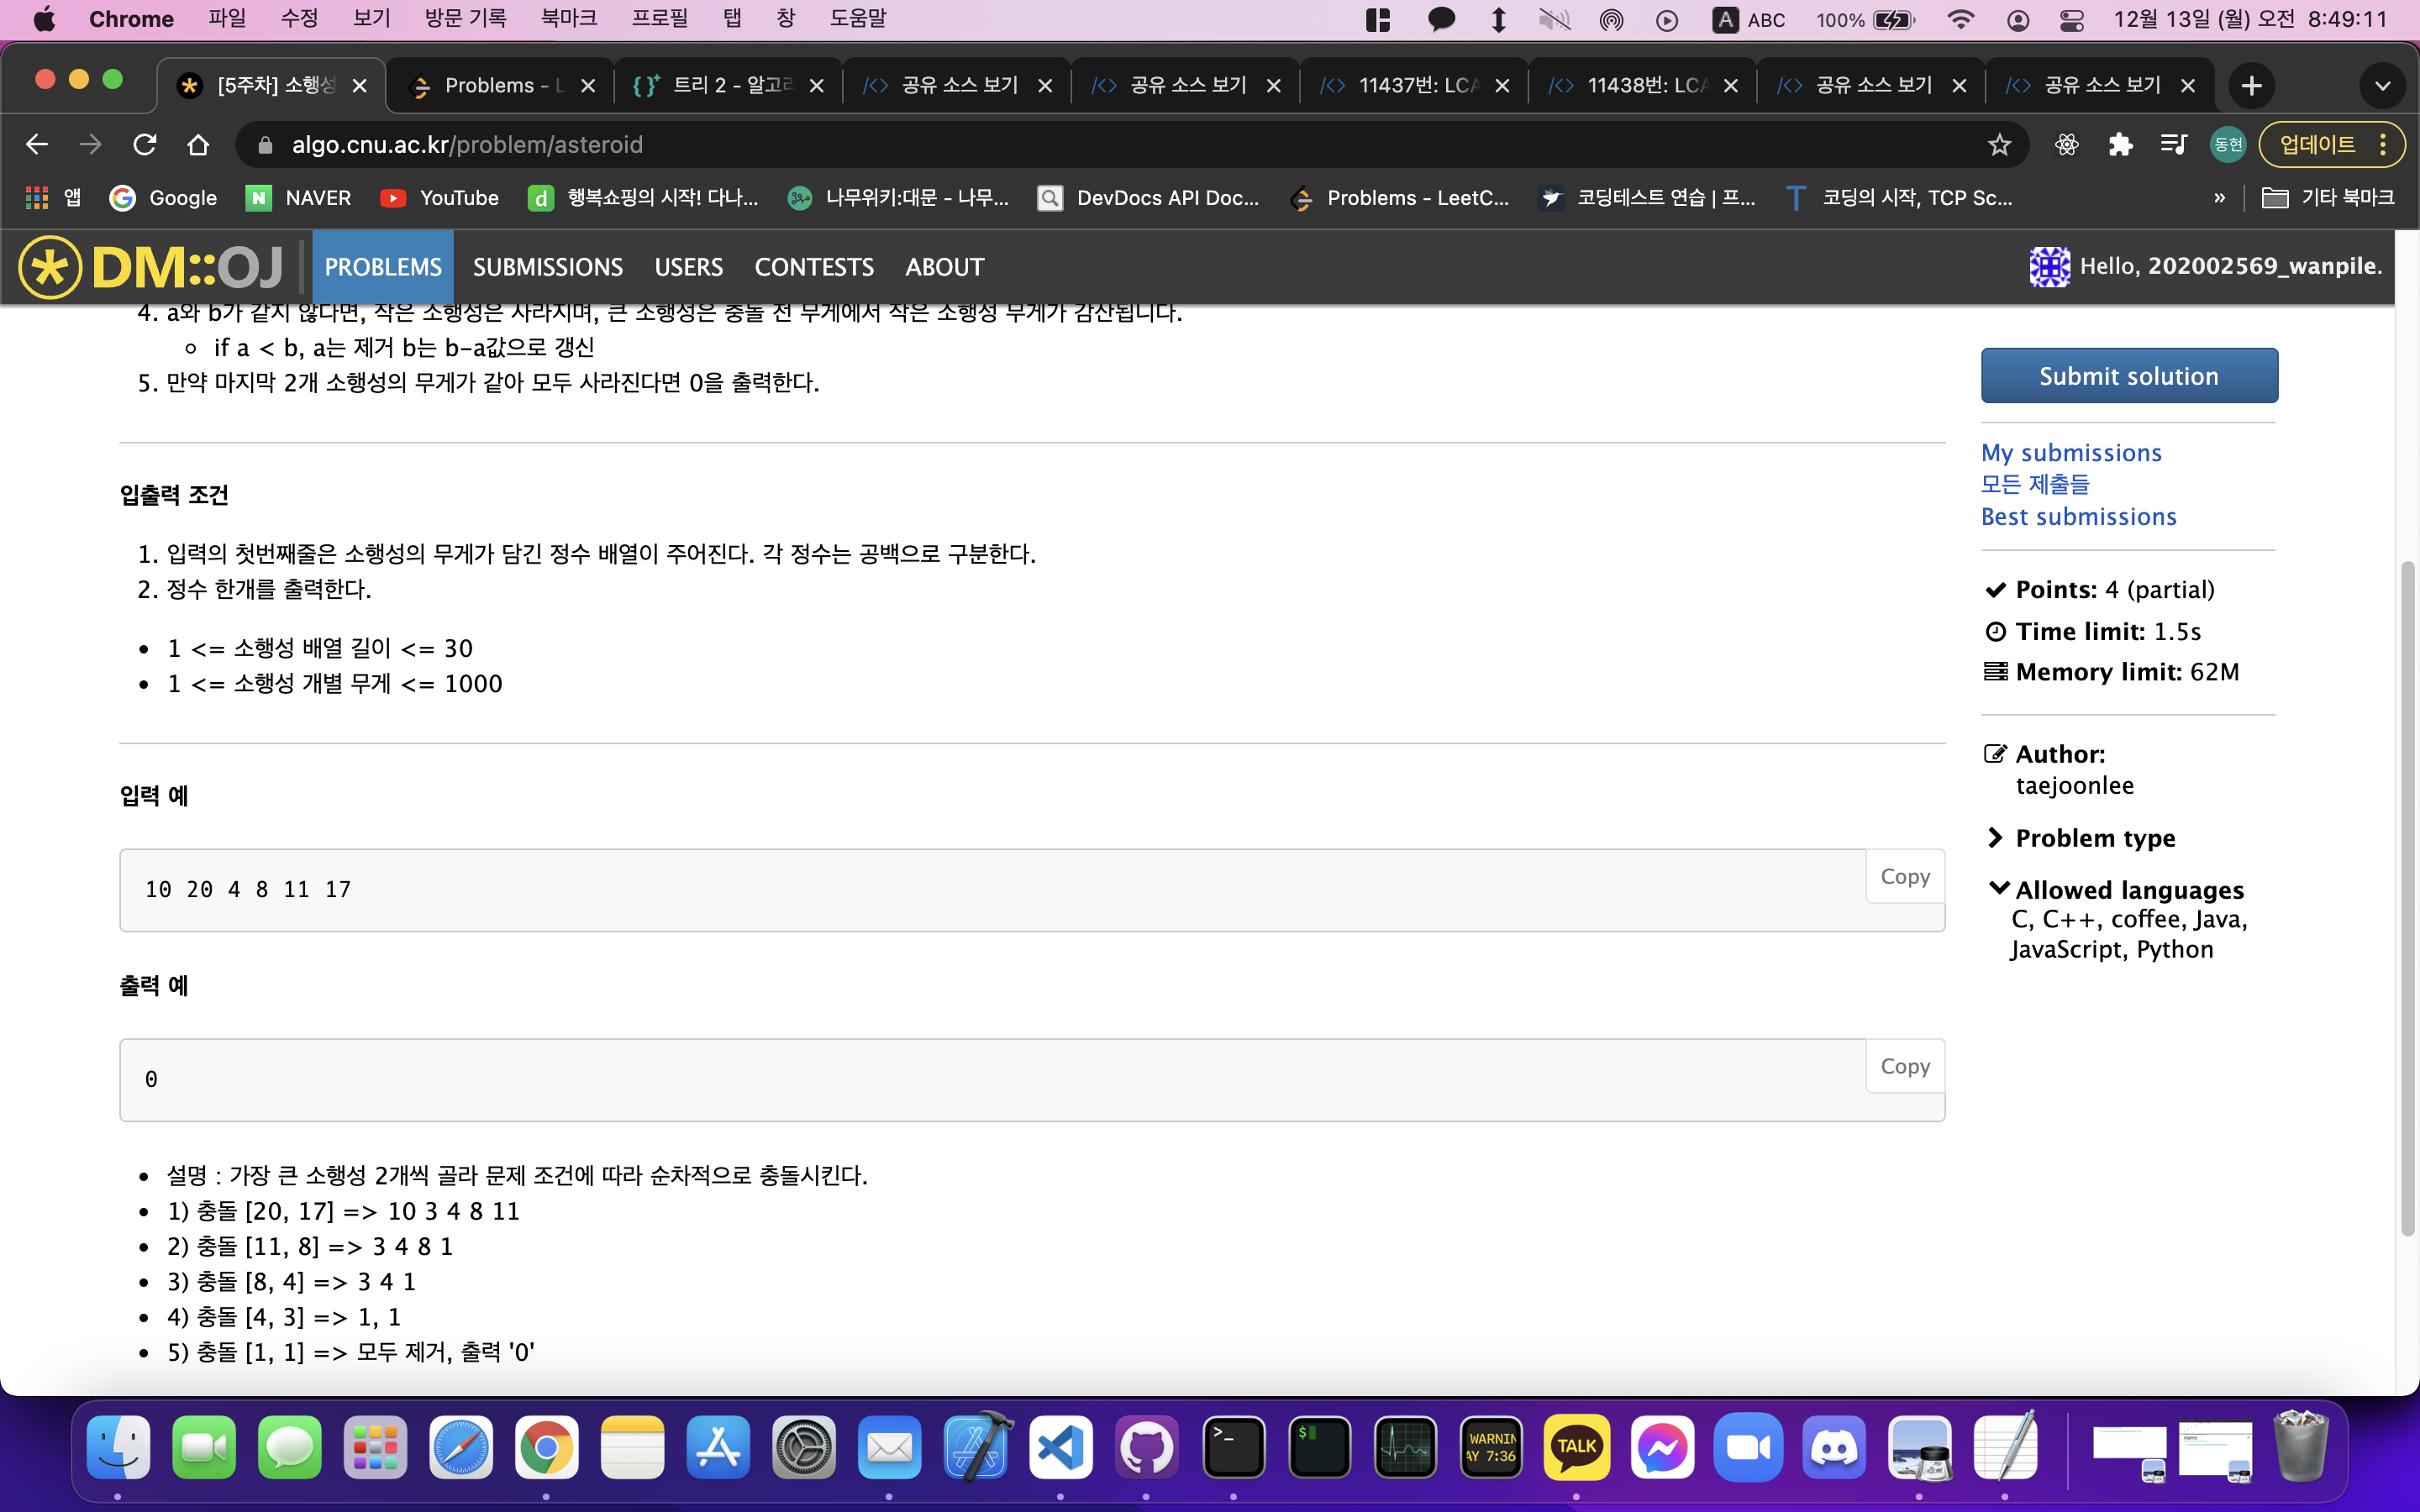 Chrome 파일 수정 보기 방문 기록 북마크 프로필 탭 창 도움말 A ABC 100% 12월 13일 (월) 오전 8:49:11
[5주차] 소행성 Problems - L 트리 2 - 알고리 공유 소스 보기 공유 소스 보기 11437번: LCA 11438번: LCA 공유 소스 보기 공유 소스 보기
algo.cnu.ac.kr/problem/asteroid 동현 업데이트
앱 Google NAVER YouTube 행복쇼핑의 시작! 다나... 나무위키:대문 - 나무... DevDocs API Doc... Problems - LeetC... 코딩테스트 연습 | 프... 코딩의 시작, TCP Sc... » 기타 북마크
DM::OJ PROBLEMS SUBMISSIONS USERS CONTESTS ABOUT Hello, 202002569_wanpile.
4. a와 b가 같지 않다면, 작은 소행성은 사라지며, 큰 소행성은 충돌 전 무게에서 작은 소행성 무게가 감산됩니다.
if a < b, a는 제거 b는 b-a값으로 갱신
5. 만약 마지막 2개 소행성의 무게가 같아 모두 사라진다면 0을 출력한다.
입출력 조건
1. 입력의 첫번째줄은 소행성의 무게가 담긴 정수 배열이 주어진다. 각 정수는 공백으로 구분한다.
2. 정수 한개를 출력한다.
• 1 <= 소행성 배열 길이 <= 30
• 1 <= 소행성 개별 무게 <= 1000
입력 예
10 20 4 8 11 17
Copy
출력 예
0
Copy
• 설명 : 가장 큰 소행성 2개씩 골라 문제 조건에 따라 순차적으로 충돌시킨다.
• 1) 충돌 [20, 17] => 10 3 4 8 11
• 2) 충돌 [11, 8] => 3 4 8 1
• 3) 충돌 [8, 4] => 3 4 1
• 4) 충돌 [4, 3] => 1, 1
• 5) 충돌 [1, 1] => 모두 제거, 출력 '0'
Submit solution
My submissions
모든 제출들
Best submissions
Points: 4 (partial)
Time limit: 1.5s
Memory limit: 62M
Author:
taejoonlee
Problem type
Allowed languages
C, C++, coffee, Java,
JavaScript, Python
WARNIN
AY 7:36
TALK